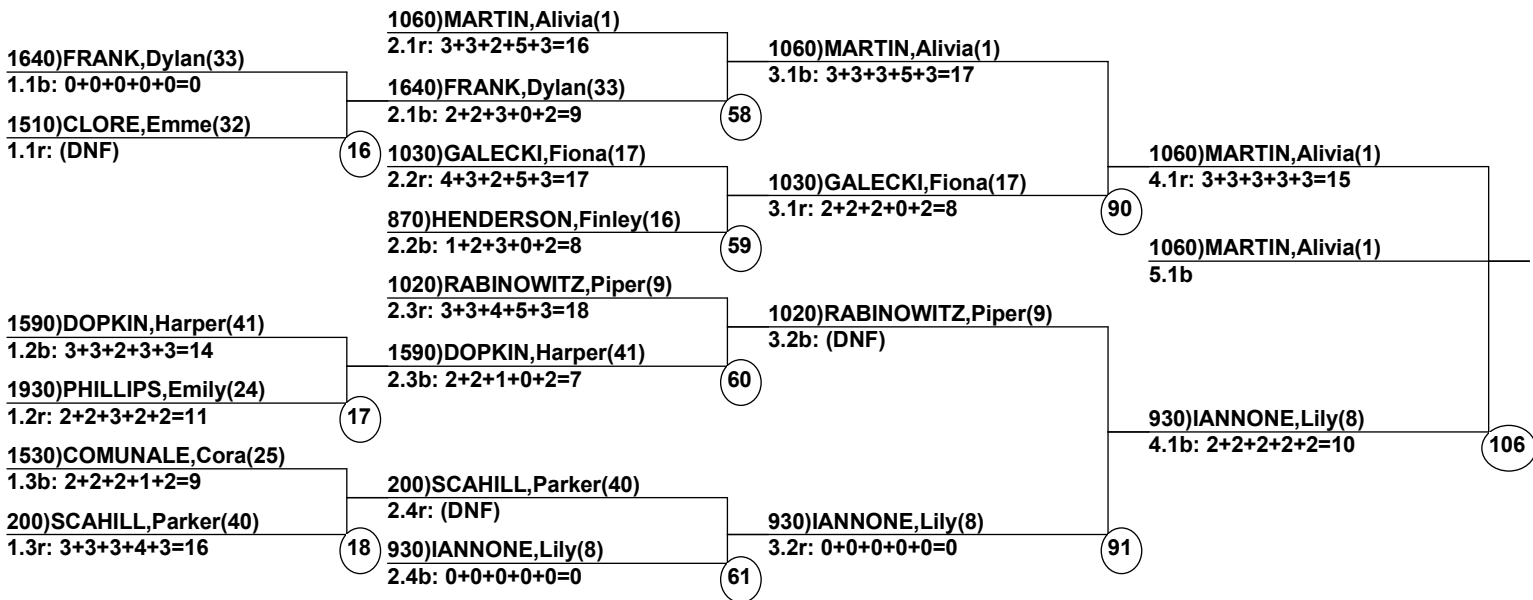 1640)FRANK,Dylan(33)
1.1b: 0+0+0+0+0=0
1510)CLORE,Emme(32)
1.1r: (DNF)
16
1590)DOPKIN,Harper(41)
1.2b: 3+3+2+3+3=14
1930)PHILLIPS,Emily(24)
1.2r: 2+2+3+2+2=11
17
1530)COMUNALE,Cora(25)
1.3b: 2+2+2+1+2=9
200)SCAHILL,Parker(40)
1.3r: 3+3+3+4+3=16
18
1060)MARTIN,Alivia(1)
2.1r: 3+3+2+5+3=16
1640)FRANK,Dylan(33)
2.1b: 2+2+3+0+2=9
58
1030)GALECKI,Fiona(17)
2.2r: 4+3+2+5+3=17
870)HENDERSON,Finley(16)
2.2b: 1+2+3+0+2=8
59
1020)RABINOWITZ,Piper(9)
2.3r: 3+3+4+5+3=18
1590)DOPKIN,Harper(41)
2.3b: 2+2+1+0+2=7
60
200)SCAHILL,Parker(40)
2.4r: (DNF)
930)IANNONE,Lily(8)
2.4b: 0+0+0+0+0=0
61
1060)MARTIN,Alivia(1)
3.1b: 3+3+3+5+3=17
1030)GALECKI,Fiona(17)
3.1r: 2+2+2+0+2=8
90
1020)RABINOWITZ,Piper(9)
3.2b: (DNF)
930)IANNONE,Lily(8)
3.2r: 0+0+0+0+0=0
91
1060)MARTIN,Alivia(1)
4.1r: 3+3+3+3+3=15
1060)MARTIN,Alivia(1)
5.1b
930)IANNONE,Lily(8)
4.1b: 2+2+2+2+2=10
106